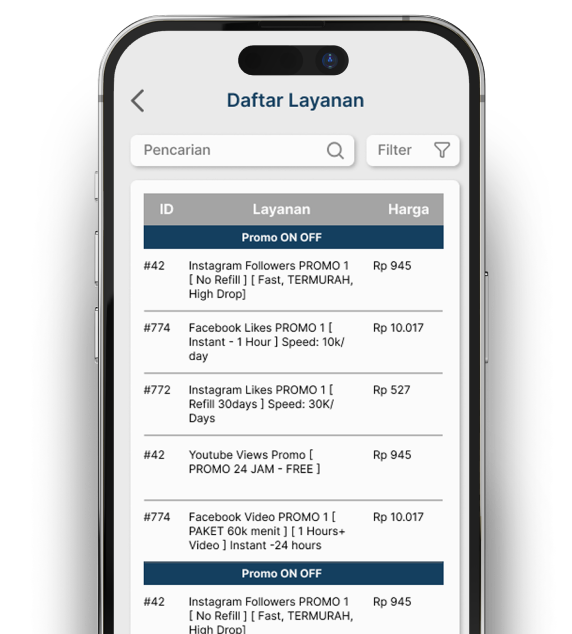 Daftar Layanan
Pencarian
Filter
ID Layanan Harga
Promo ON OFF
#42 Instagram Followers PROMO 1 Rp 945
[ No Refill ] [ Fast, TERMURAH,
High Drop]
#774 Facebook Likes PROMO 1 [ Rp 10.017
Instant - 1 Hour ] Speed: 10k/
day
#772 Instagram Likes PROMO 1 [ Rp 527
Refill 30days ] Speed: 30K/
Days
#42 Youtube Views Promo [ Rp 945
PROMO 24 JAM - FREE ]
#774 Facebook Video PROMO 1 [ Rp 10.017
PAKET 60k menit ] [ 1 Hours+
Video ] Instant -24 hours
Promo ON OFF
#42 Instagram Followers PROMO 1 Rp 945
[ No Refill ] [ Fast, TERMURAH,
High Drop]